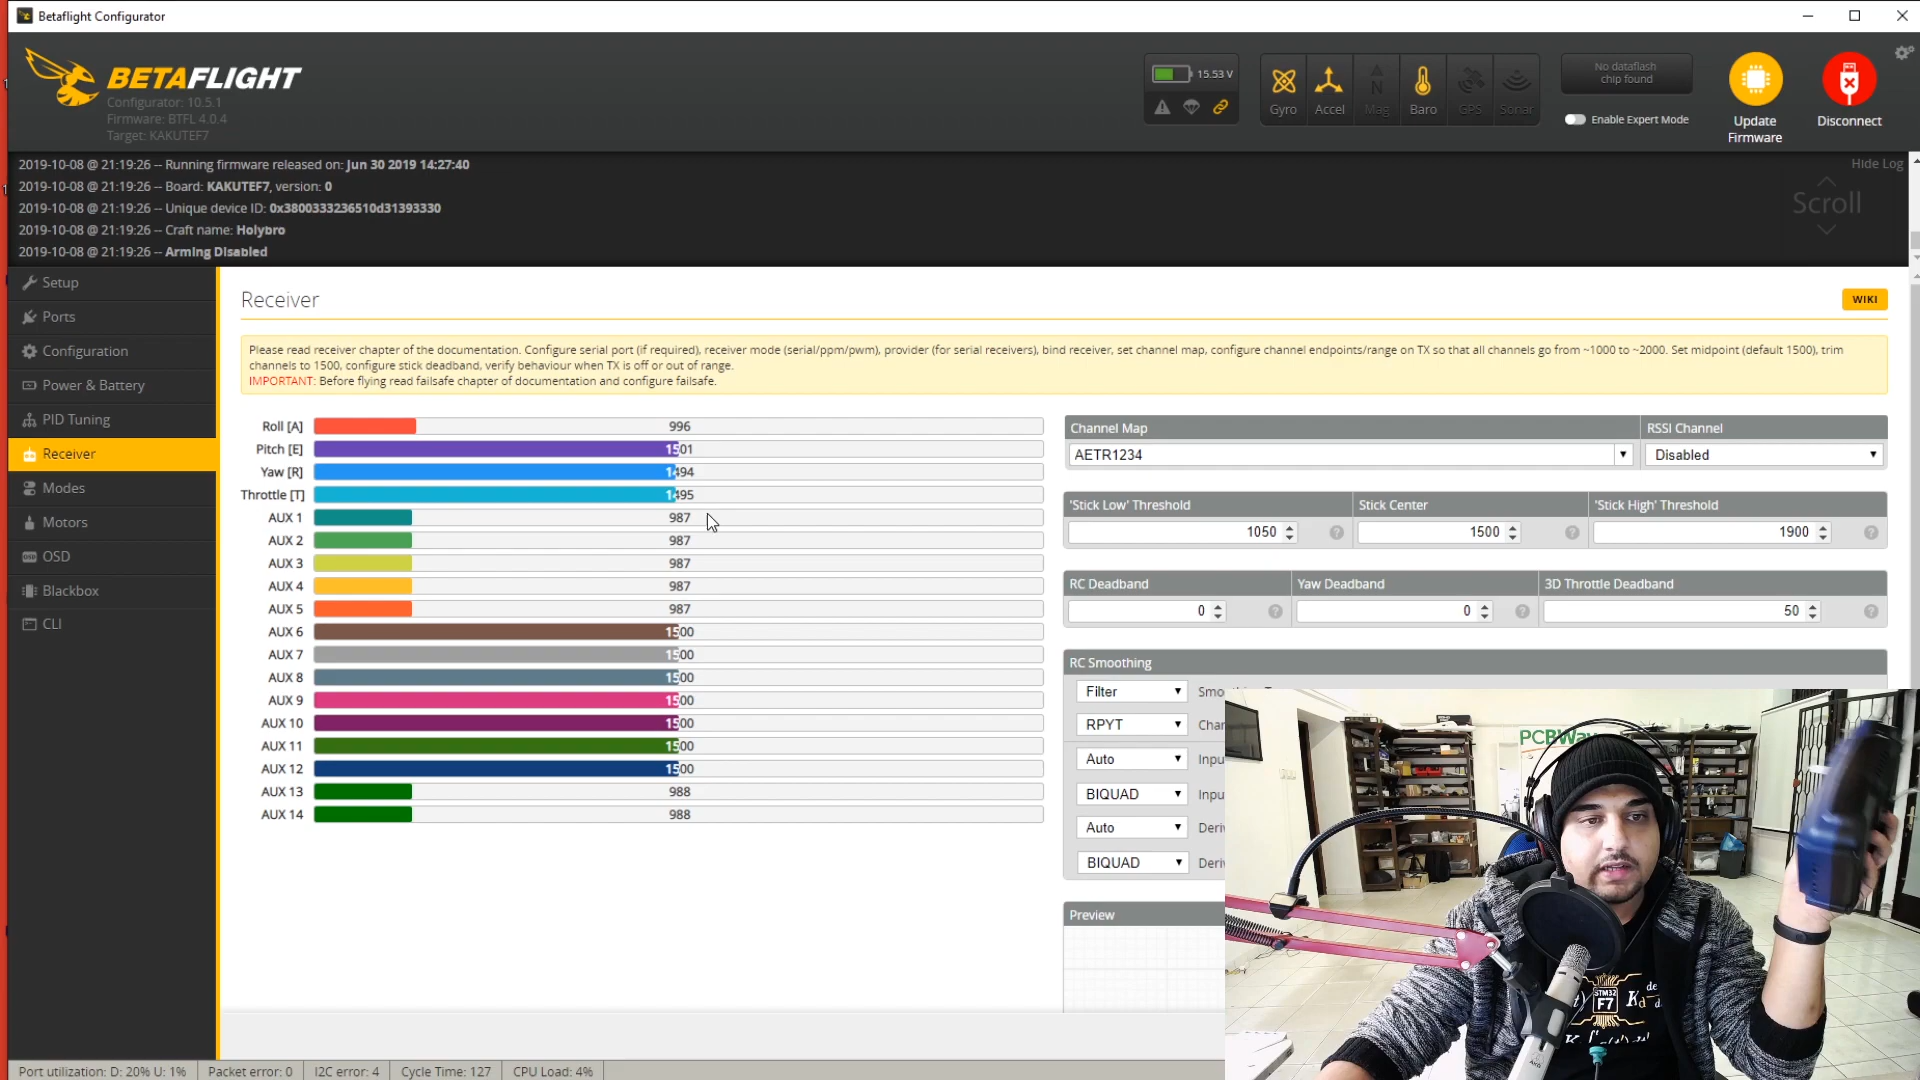 Betaflight Configurator
BETAFLIGHT
Configurator: 10.5.1
Firmware: BTFL 4.0.4
Target: KAKUTEF7
15.53 V
Gyro
Accel
Mag
Baro
GPS
Sonar
No dataflash
chip found
Enable Expert Mode
Update
Firmware
Disconnect
2019-10-08 @ 21:19:26 -- Running firmware released on: Jun 30 2019 14:27:40
2019-10-08 @ 21:19:26 -- Board: KAKUTEF7, version: 0
2019-10-08 @ 21:19:26 -- Unique device ID: 0x3800333236510d31393330
2019-10-08 @ 21:19:26 -- Craft name: Holybro
2019-10-08 @ 21:19:26 -- Arming Disabled
Hide Log
Scroll
Setup
Ports
Configuration
Power & Battery
PID Tuning
Receiver
Modes
Motors
OSD
Blackbox
CLI
Receiver
WIKI
Please read receiver chapter of the documentation. Configure serial port (if required), receiver mode (serial/ppm/pwm), provider (for serial receivers), bind receiver, set channel map, configure channel endpoints/range on TX so that all channels go from ~1000 to ~2000. Set midpoint (default 1500), trim
channels to 1500, configure stick deadband, verify behaviour when TX is off or out of range.
IMPORTANT: Before flying read failsafe chapter of documentation and configure failsafe.
Roll [A] 996
Pitch [E] 1501
Yaw [R] 1494
Throttle [T] 1495
AUX 1 987
AUX 2 987
AUX 3 987
AUX 4 987
AUX 5 987
AUX 6 1500
AUX 7 1500
AUX 8 1500
AUX 9 1500
AUX 10 1500
AUX 11 1500
AUX 12 1500
AUX 13 988
AUX 14 988
Channel Map RSSI Channel
AETR1234 Disabled
'Stick Low' Threshold Stick Center 'Stick High' Threshold
1050 1500 1900
RC Deadband Yaw Deadband 3D Throttle Deadband
0 0 50
RC Smoothing
Filter Smo
RPYT Char
Auto Inpu
BIQUAD Inpu
Auto Deriv
BIQUAD Deriv
Preview
PCBWay
STM32
F7
Port utilization: D: 20% U: 1%
Packet error: 0
I2C error: 4
Cycle Time: 127
CPU Load: 4%